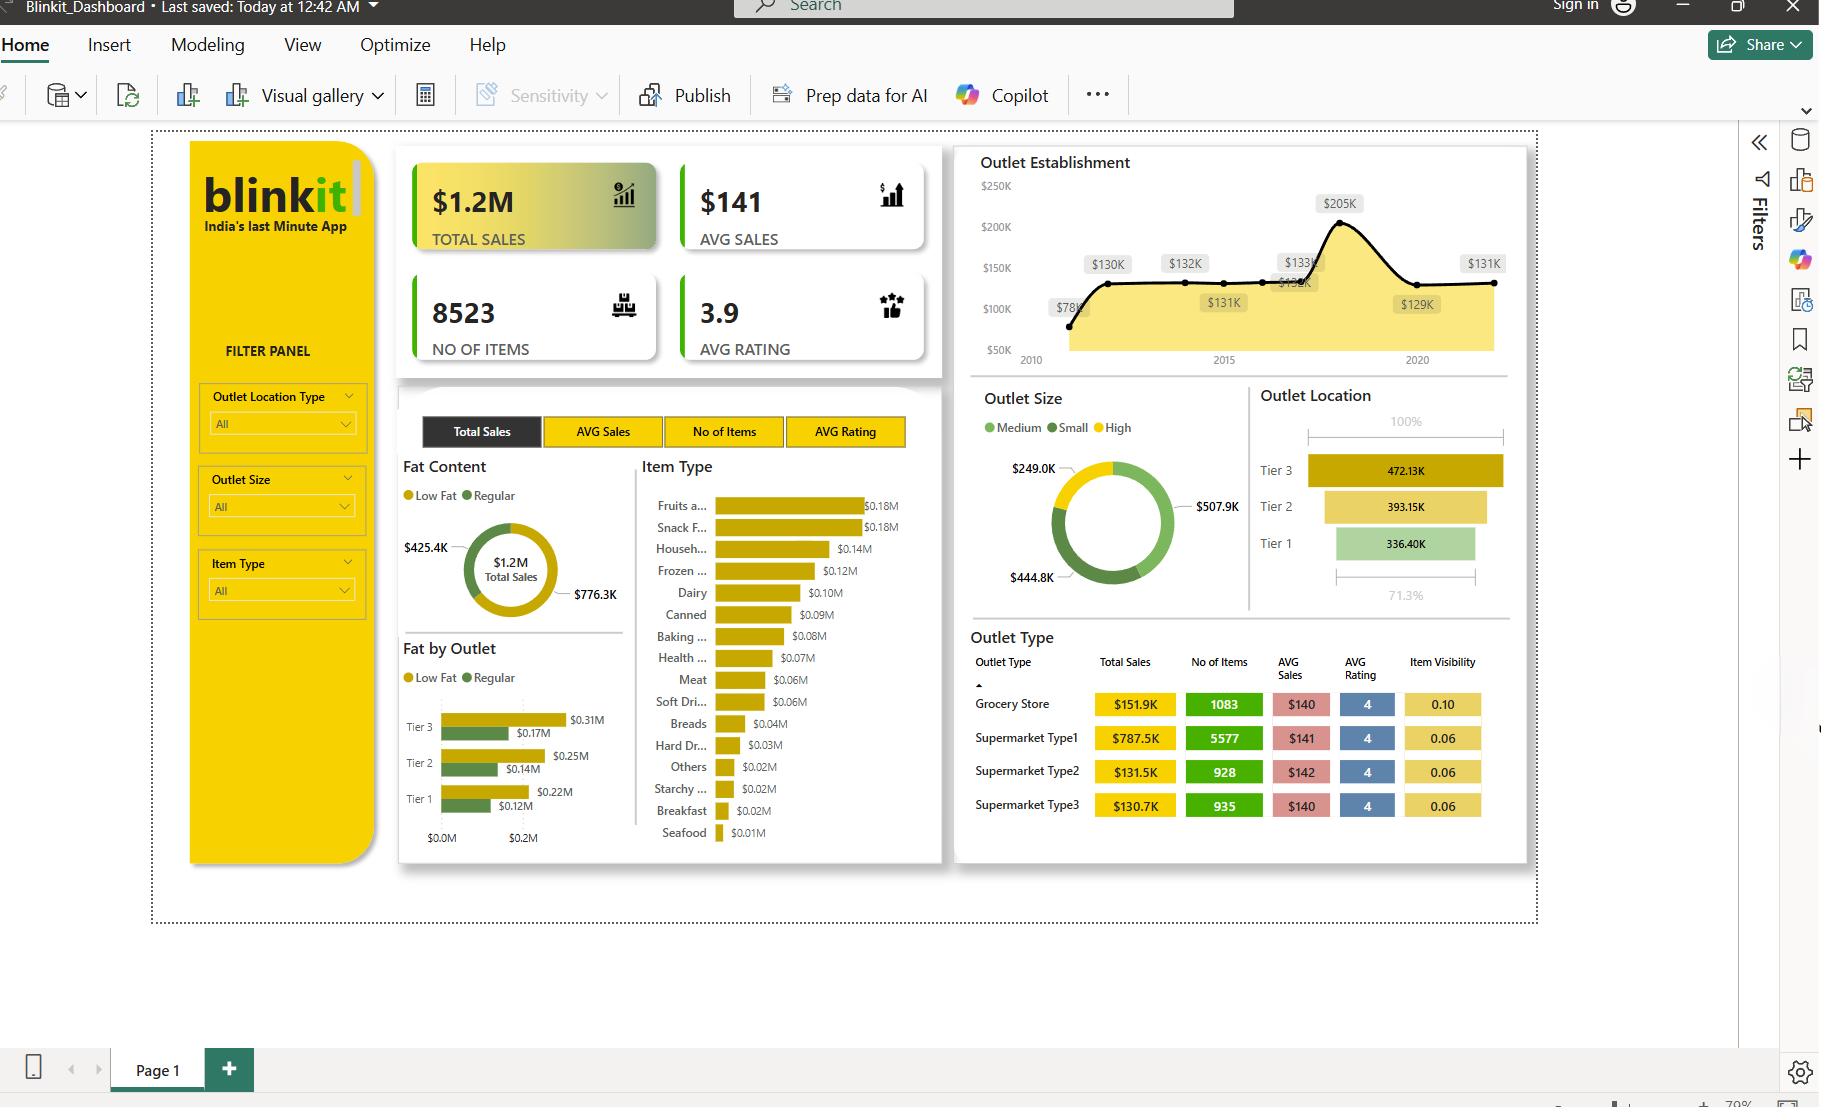 Blinkit_Dashboard • Last saved: Today at 12:42 AM
Search
Sign in
Home
Insert
Modeling
View
Optimize
Help
Share
Visual gallery
Sensitivity
Publish
Prep data for AI
Copilot
Filters
blinkit
India's last Minute App
FILTER PANEL
Outlet Location Type
All
Outlet Size
All
Item Type
All
$1.2M
TOTAL SALES
$141
AVG SALES
8523
NO OF ITEMS
3.9
AVG RATING
Total Sales
AVG Sales
No of Items
AVG Rating
Fat Content
Low Fat
Regular
$425.4K
$1.2M
Total Sales
$776.3K
Fat by Outlet
Low Fat
Regular
Tier 3
$0.31M
$0.17M
Tier 2
$0.25M
$0.14M
Tier 1
$0.22M
$0.12M
$0.0M
$0.2M
Item Type
Fruits a...
$0.18M
Snack F...
$0.18M
Househ...
$0.14M
Frozen ...
$0.12M
Dairy
$0.10M
Canned
$0.09M
Baking ...
$0.08M
Health ...
$0.07M
Meat
$0.06M
Soft Dri...
$0.06M
Breads
$0.04M
Hard Dr...
$0.03M
Others
$0.02M
Starchy ...
$0.02M
Breakfast
$0.02M
Seafood
$0.01M
Outlet Establishment
$250K
$200K
$150K
$100K
$50K
$78K
$130K
$132K
$131K
$133K
$205K
$129K
$131K
2010
2015
2020
Outlet Size
Medium
Small
High
$249.0K
$507.9K
$444.8K
Outlet Location
100%
Tier 3
472.13K
Tier 2
393.15K
Tier 1
336.40K
71.3%
Outlet Type
Outlet Type
Total Sales
No of Items
AVG Sales
AVG Rating
Item Visibility
Grocery Store
$151.9K
1083
$140
4
0.10
Supermarket Type1
$787.5K
5577
$141
4
0.06
Supermarket Type2
$131.5K
928
$142
4
0.06
Supermarket Type3
$130.7K
935
$140
4
0.06
Page 1
79%